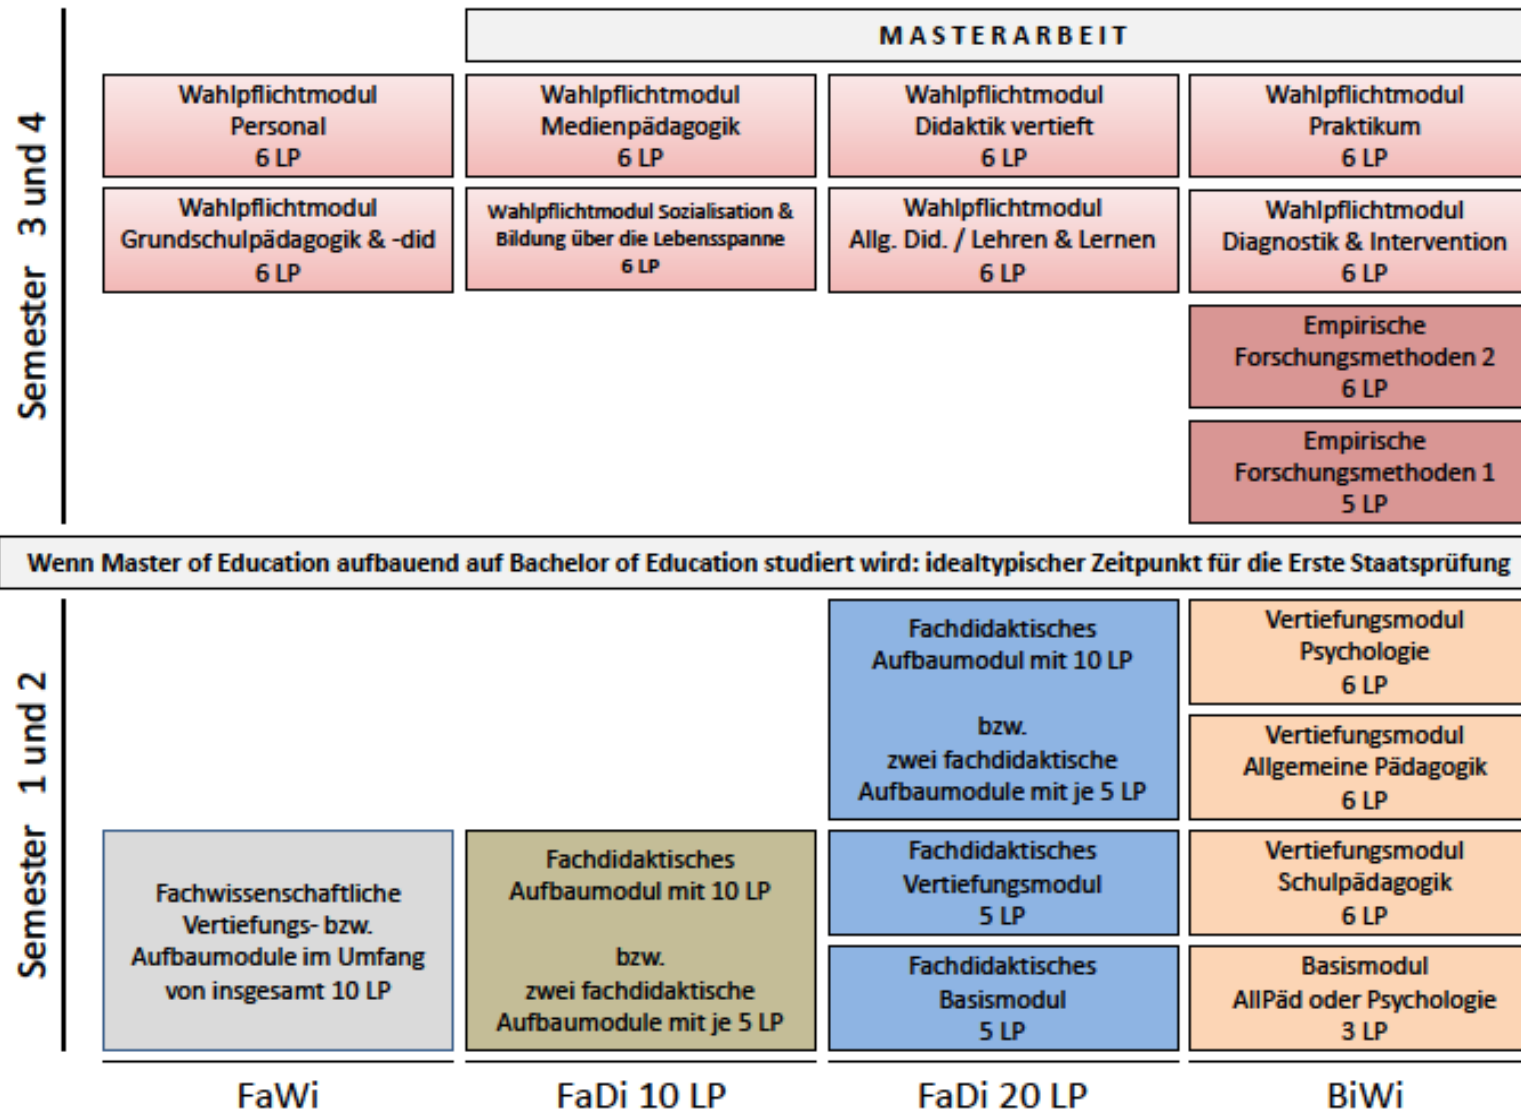 MASTERARBEIT
Semester 3 und 4
Wahlpflichtmodul
Personal
6 LP
Wahlpflichtmodul
Medienpädagogik
6 LP
Wahlpflichtmodul
Didaktik vertieft
6 LP
Wahlpflichtmodul
Praktikum
6 LP
Wahlpflichtmodul
Grundschulpädagogik & -did
6 LP
Wahlpflichtmodul Sozialisation &
Bildung über die Lebensspanne
6 LP
Wahlpflichtmodul
Allg. Did. / Lehren & Lernen
6 LP
Wahlpflichtmodul
Diagnostik & Intervention
6 LP
Empirische
Forschungsmethoden 2
6 LP
Empirische
Forschungsmethoden 1
5 LP
Wenn Master of Education aufbauend auf Bachelor of Education studiert wird: idealtypischer Zeitpunkt für die Erste Staatsprüfung
Semester 1 und 2
Fachdidaktisches
Aufbaumodul mit 10 LP
bzw.
zwei fachdidaktische
Aufbaumodule mit je 5 LP
Vertiefungsmodul
Psychologie
6 LP
Vertiefungsmodul
Allgemeine Pädagogik
6 LP
Fachwissenschaftliche
Vertiefungs- bzw.
Aufbaumodule im Umfang
von insgesamt 10 LP
Fachdidaktisches
Aufbaumodul mit 10 LP
bzw.
zwei fachdidaktische
Aufbaumodule mit je 5 LP
Fachdidaktisches
Vertiefungsmodul
5 LP
Vertiefungsmodul
Schulpädagogik
6 LP
Fachdidaktisches
Basismodul
5 LP
Basismodul
AllPäd oder Psychologie
3 LP
FaWi
FaDi 10 LP
FaDi 20 LP
BiWi